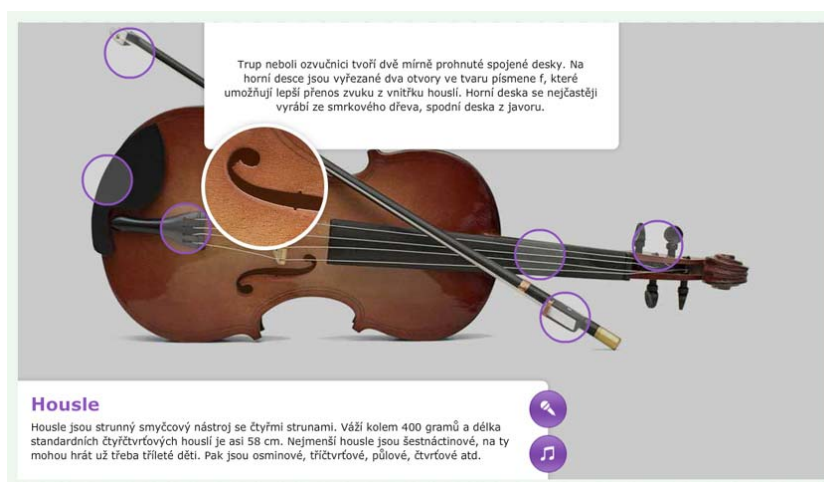 Trup neboli ozvučnici tvoří dvě mírně prohnuté spojené desky. Na
horní desce jsou vyřezané dva otvory ve tvaru písmene f, které
umožňují lepší přenos zvuku z vnitřku houslí. Horní deska se nejčastěji
vyrábí ze smrkového dřeva, spodní deska z javoru.
Housle
Housle jsou strunný smyčcový nástroj se čtyřmi strunami. Váží kolem 400 gramů a délka
standardních čtyřčtvrťových houslí je asi 58 cm. Nejmenší housle jsou šestnáctinové, na ty
mohou hrát už třeba tříleté děti. Pak jsou osminové, tříčtvrťové, půlové, čtvrťové atd.